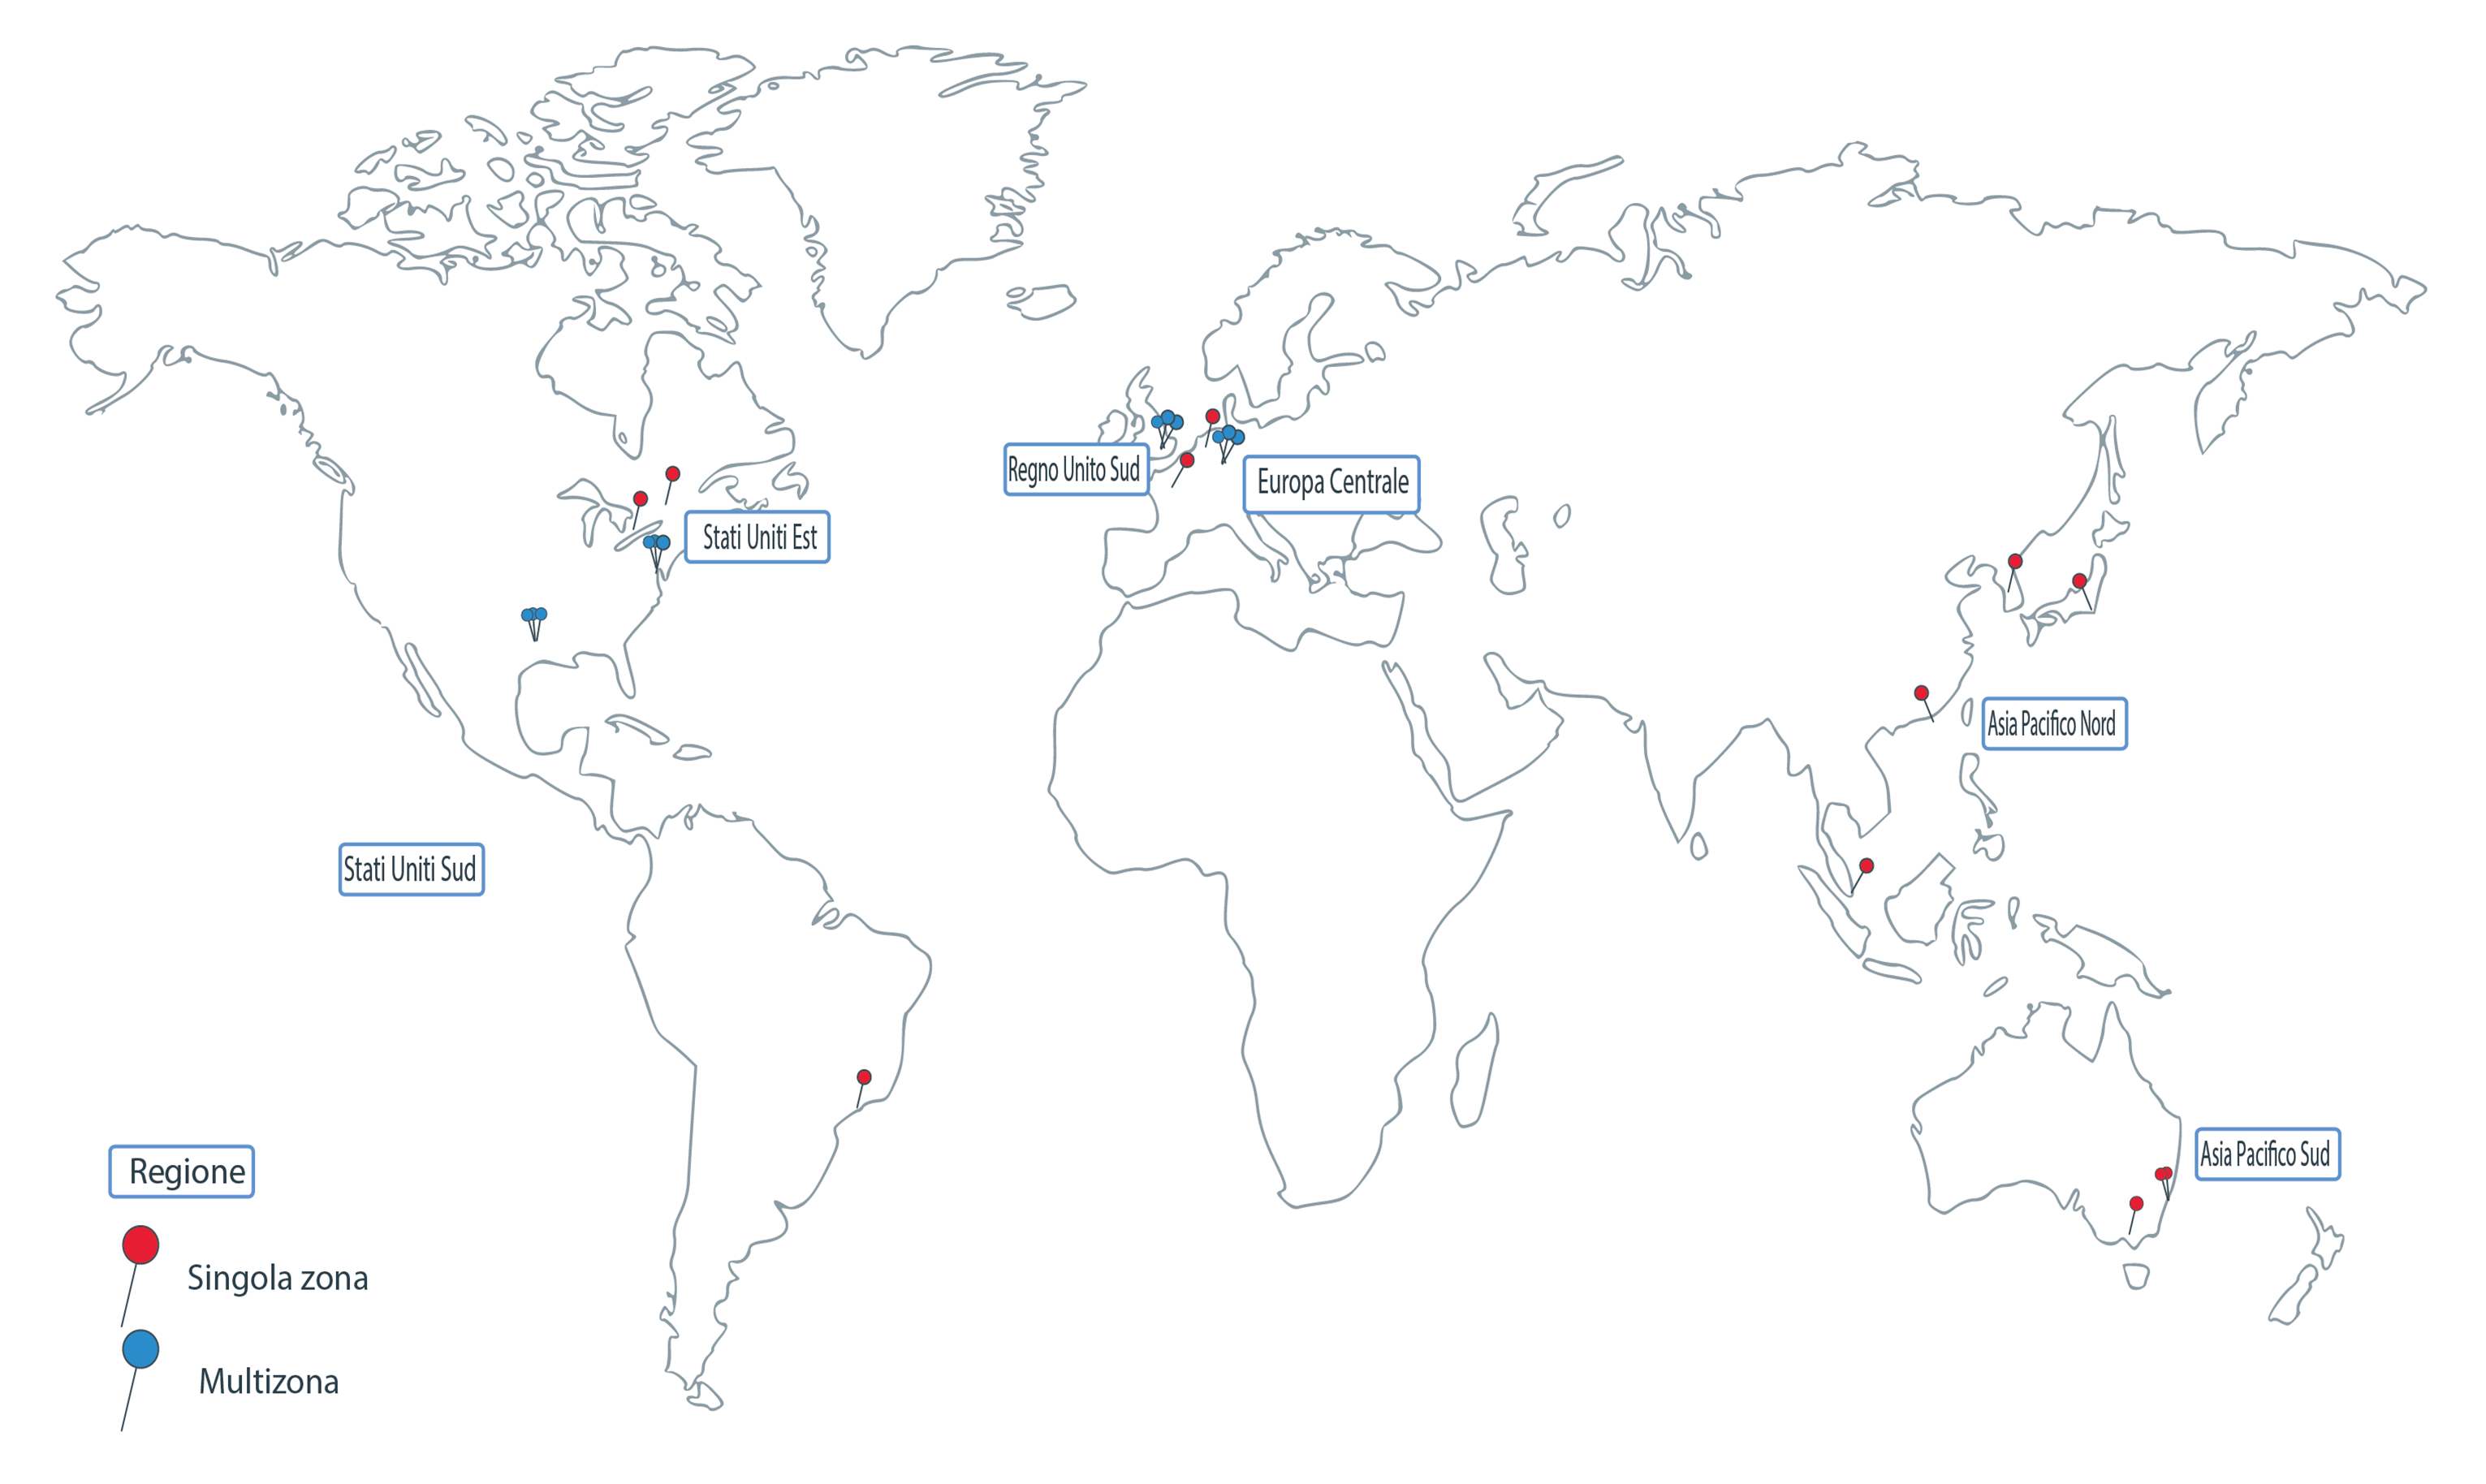 Regno Unito Sud
Europa Centrale
Stati Uniti Est
Asia Pacifico Nord
Stati Uniti Sud
Asia Pacifico Sud
Regione
Singola zona
Multizona